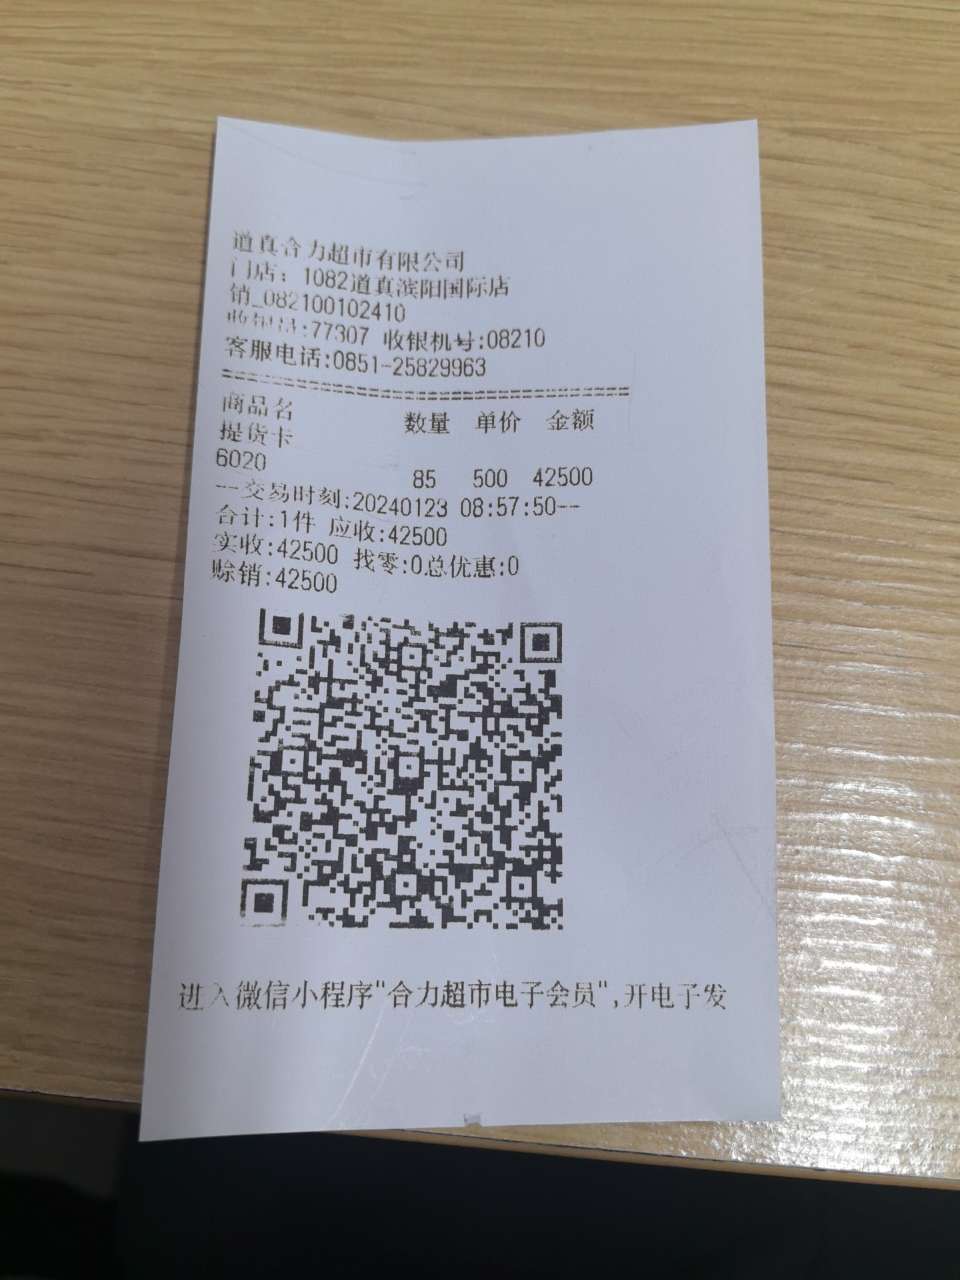 道真合力超市有限公司
门店：1082道真滨阳国际店
销_082100102410
收银员:77307 收银机号:08210
客服电话:0851-25829963
===================================
商品名 数量 单价 金额
提货卡
6020 85 500 42500
--交易时刻:20240123 08:57:50--
合计:1件 应收:42500
实收:42500 找零:0总优惠:0
赊销:42500
进入微信小程序"合力超市电子会员",开电子发